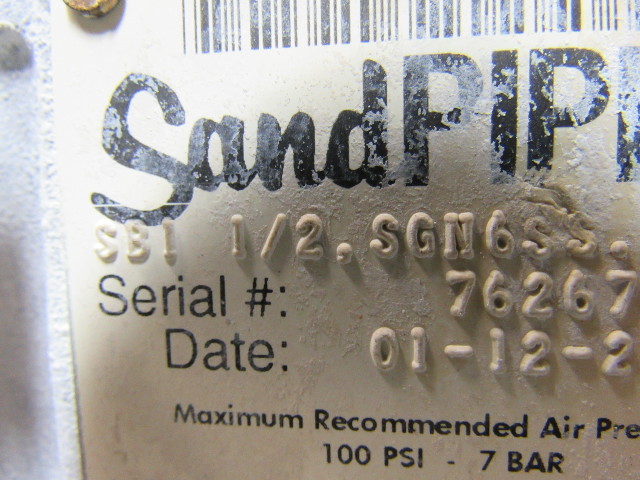 SandPIP
SB1 1/2, SGN6SS.
Serial #: 76267
Date: 01-12-2
Maximum Recommended Air Pre
100 PSI - 7 BAR